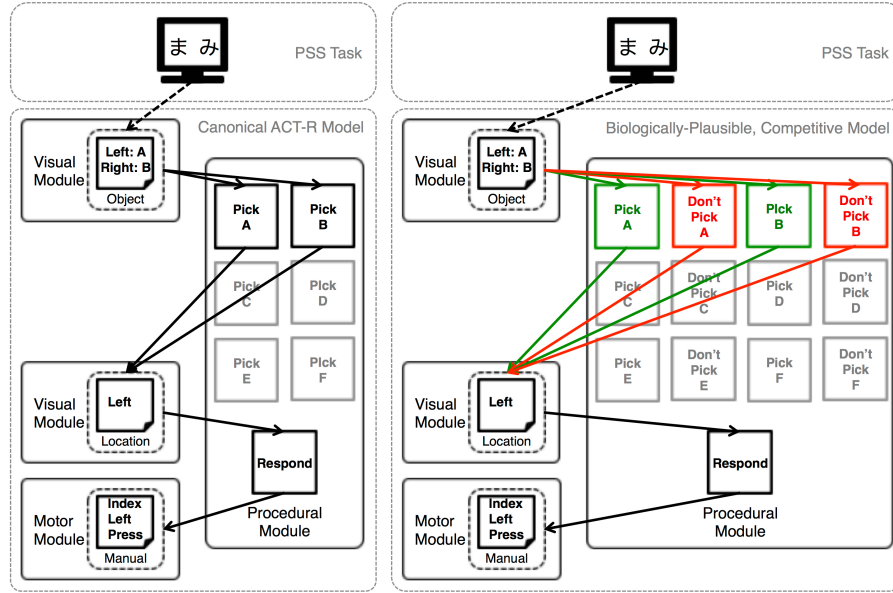 ま み
PSS Task
Canonical ACT-R Model
Visual
Module
Left: A
Right: B
Object
Pick
A
PIck
B
Pick
C
PIck
D
Pick
E
PIck
F
Visual
Module
Left
Location
Respond
Procedural
Module
Motor
Module
Index
Left
Press
Manual
ま み
PSS Task
Biologically-Plausible, Competitive Model
Visual
Module
Left: A
Right: B
Object
Pick
A
Don’t
Pick
A
PIck
B
Don’t
Pick
B
Pick
C
Don’t
Pick
C
Pick
D
Don’t
Pick
D
Pick
E
Don’t
Pick
E
Pick
F
Don’t
Pick
F
Visual
Module
Left
Location
Respond
Procedural
Module
Motor
Module
Index
Left
Press
Manual